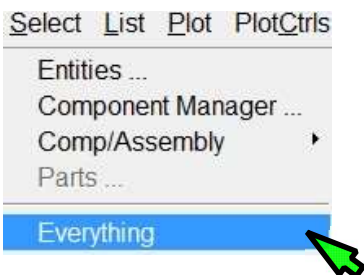 Select List Plot PlotCtrls
Entities ...
Component Manager ...
Comp/Assembly
Parts ...
Everything